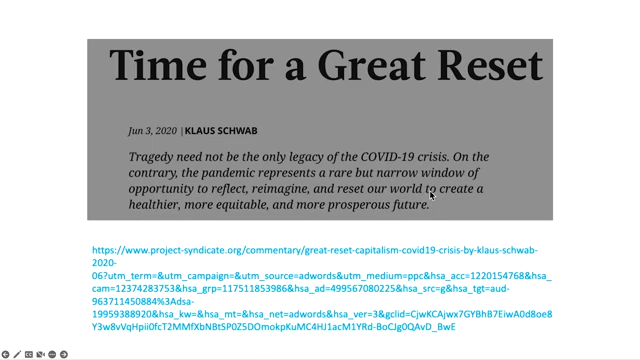 Time for a Great Reset
Jun 3, 2020 | KLAUS SCHWAB
Tragedy need not be the only legacy of the COVID-19 crisis. On the
contrary, the pandemic represents a rare but narrow window of
opportunity to reflect, reimagine, and reset our world to create a
healthier, more equitable, and more prosperous future.
https://www.project-syndicate.org/commentary/great-reset-capitalism-covid19-crisis-by-klaus-schwab-
2020-
06?utm_term=&utm_campaign=&utm_source=adwords&utm_medium=ppc&hsa_acc=1220154768&hsa_
cam=12374283753&hsa_grp=117511853986&hsa_ad=499567080225&hsa_src=g&hsa_tgt=aud-
963711450884%3Adsa-
19959388920&hsa_kw=&hsa_mt=&hsa_net=adwords&hsa_ver=3&gclid=CjwKCAjwx7GYBhB7EiwA0d8oe8
Y3w8vVqHpii0fcT2MMfXbNBtSP0Z5DOmokpKuMC4HJ1acM1YRd-BoCJg0QAvD_BwE